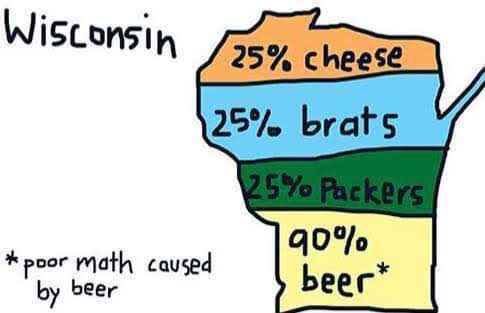 Wisconsin
25% cheese
25% brats
25% Packers
90%
beer*
*poor math caused
by beer